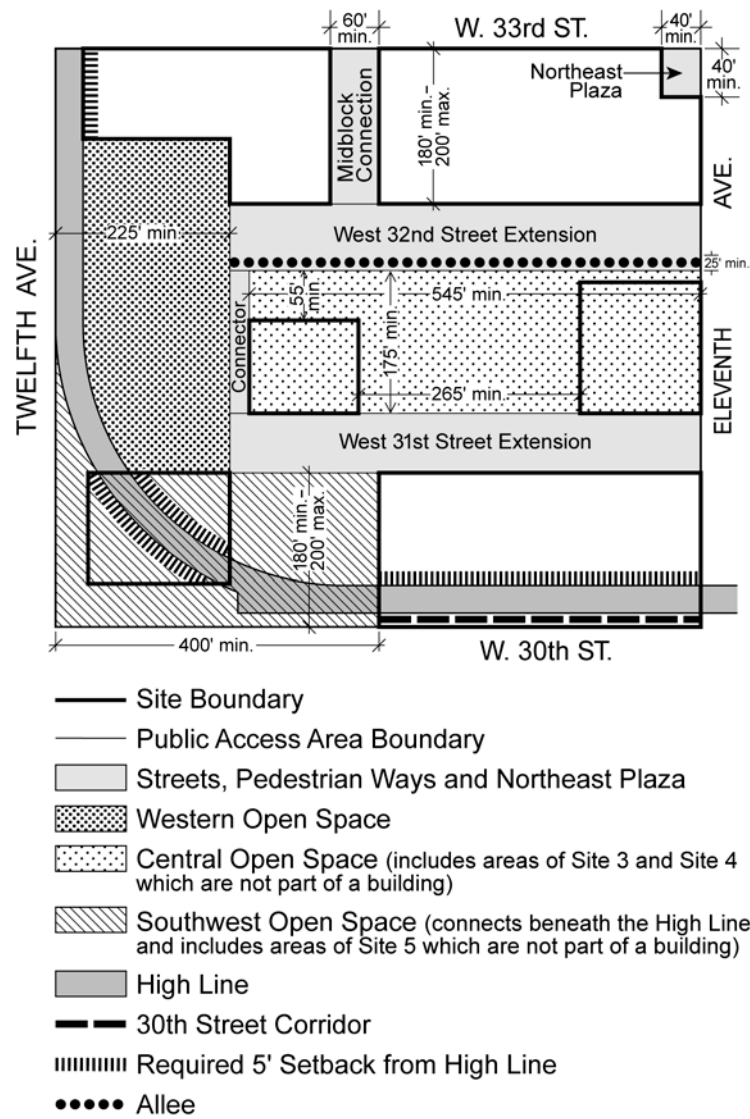 60'
min.
W. 33rd ST.
40'
min.
Northeast
Plaza
40'
min.
Midblock
Connection
180' min.–
200' max.
AVE.
225' min.
West 32nd Street Extension
25' min.
55'
min.
545' min.
TWELFTH AVE.
Connector
175' min
265' min.
ELEVENTH
West 31st Street Extension
180' min.–
200' max.
400' min.
W. 30th ST.
Site Boundary
Public Access Area Boundary
Streets, Pedestrian Ways and Northeast Plaza
Western Open Space
Central Open Space (includes areas of Site 3 and Site 4
which are not part of a building)
Southwest Open Space (connects beneath the High Line
and includes areas of Site 5 which are not part of a building)
High Line
30th Street Corridor
Required 5' Setback from High Line
Allee